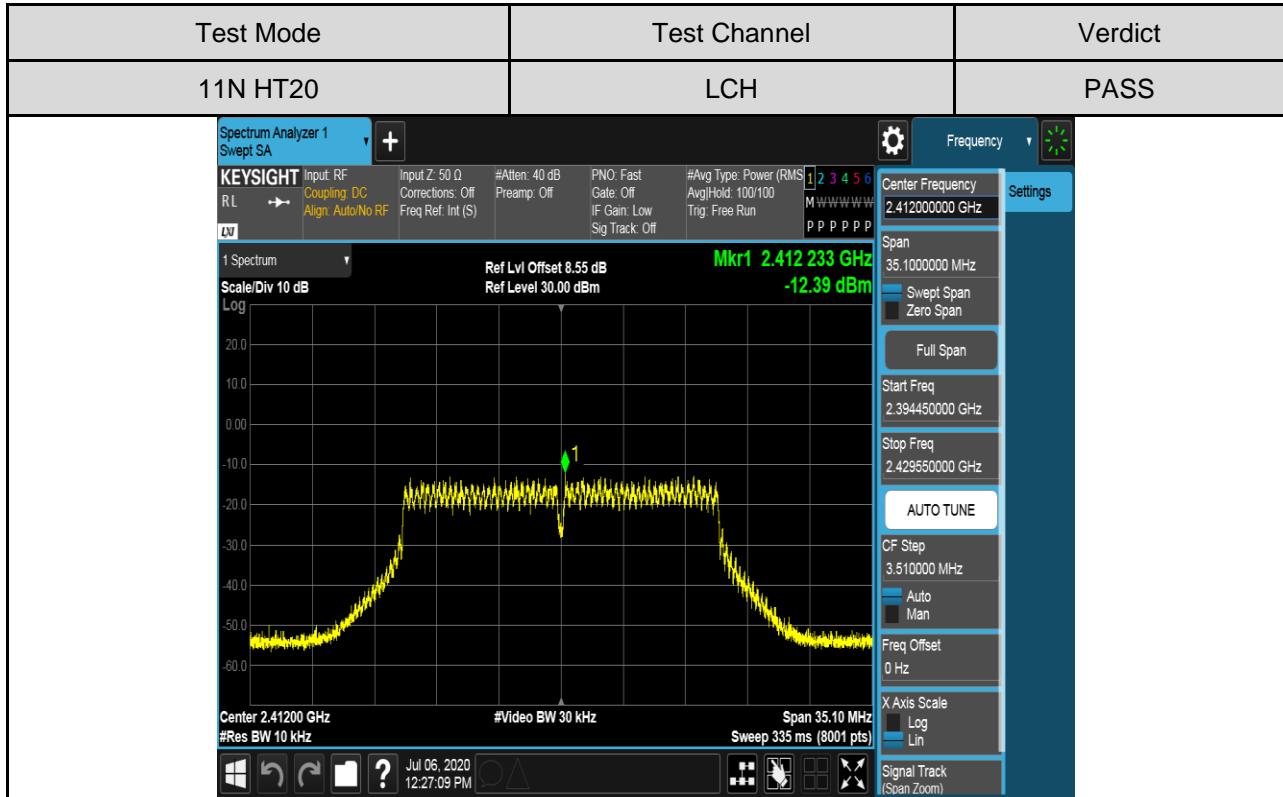 Test Mode Test Channel Verdict
11N HT20 LCH PASS
Spectrum Analyzer 1
Swept SA
+
Frequency
KEYSIGHT
RL
LXI
Input: RF
Coupling: DC
Align: Auto/No RF
Input Z: 50 Ω
Corrections: Off
Freq Ref: Int (S)
#Atten: 40 dB
Preamp: Off
PNO: Fast
Gate: Off
IF Gain: Low
Sig Track: Off
#Avg Type: Power (RMS
Avg|Hold: 100/100
Trig: Free Run
1 2 3 4 5 6
M W W W W W
P P P P P P
Center Frequency
2.412000000 GHz
Settings
Span
35.1000000 MHz
Swept Span
Zero Span
Full Span
Start Freq
2.394450000 GHz
Stop Freq
2.429550000 GHz
AUTO TUNE
CF Step
3.510000 MHz
Auto
Man
Freq Offset
0 Hz
X Axis Scale
Log
Lin
Signal Track
(Span Zoom)
1 Spectrum
Scale/Div 10 dB
Ref Lvl Offset 8.55 dB
Ref Level 30.00 dBm
Mkr1 2.412 233 GHz
-12.39 dBm
Log
20.0
10.0
0.00
-10.0
-20.0
-30.0
-40.0
-50.0
-60.0
1
Center 2.41200 GHz
#Res BW 10 kHz
#Video BW 30 kHz
Span 35.10 MHz
Sweep 335 ms (8001 pts)
?
Jul 06, 2020
12:27:09 PM